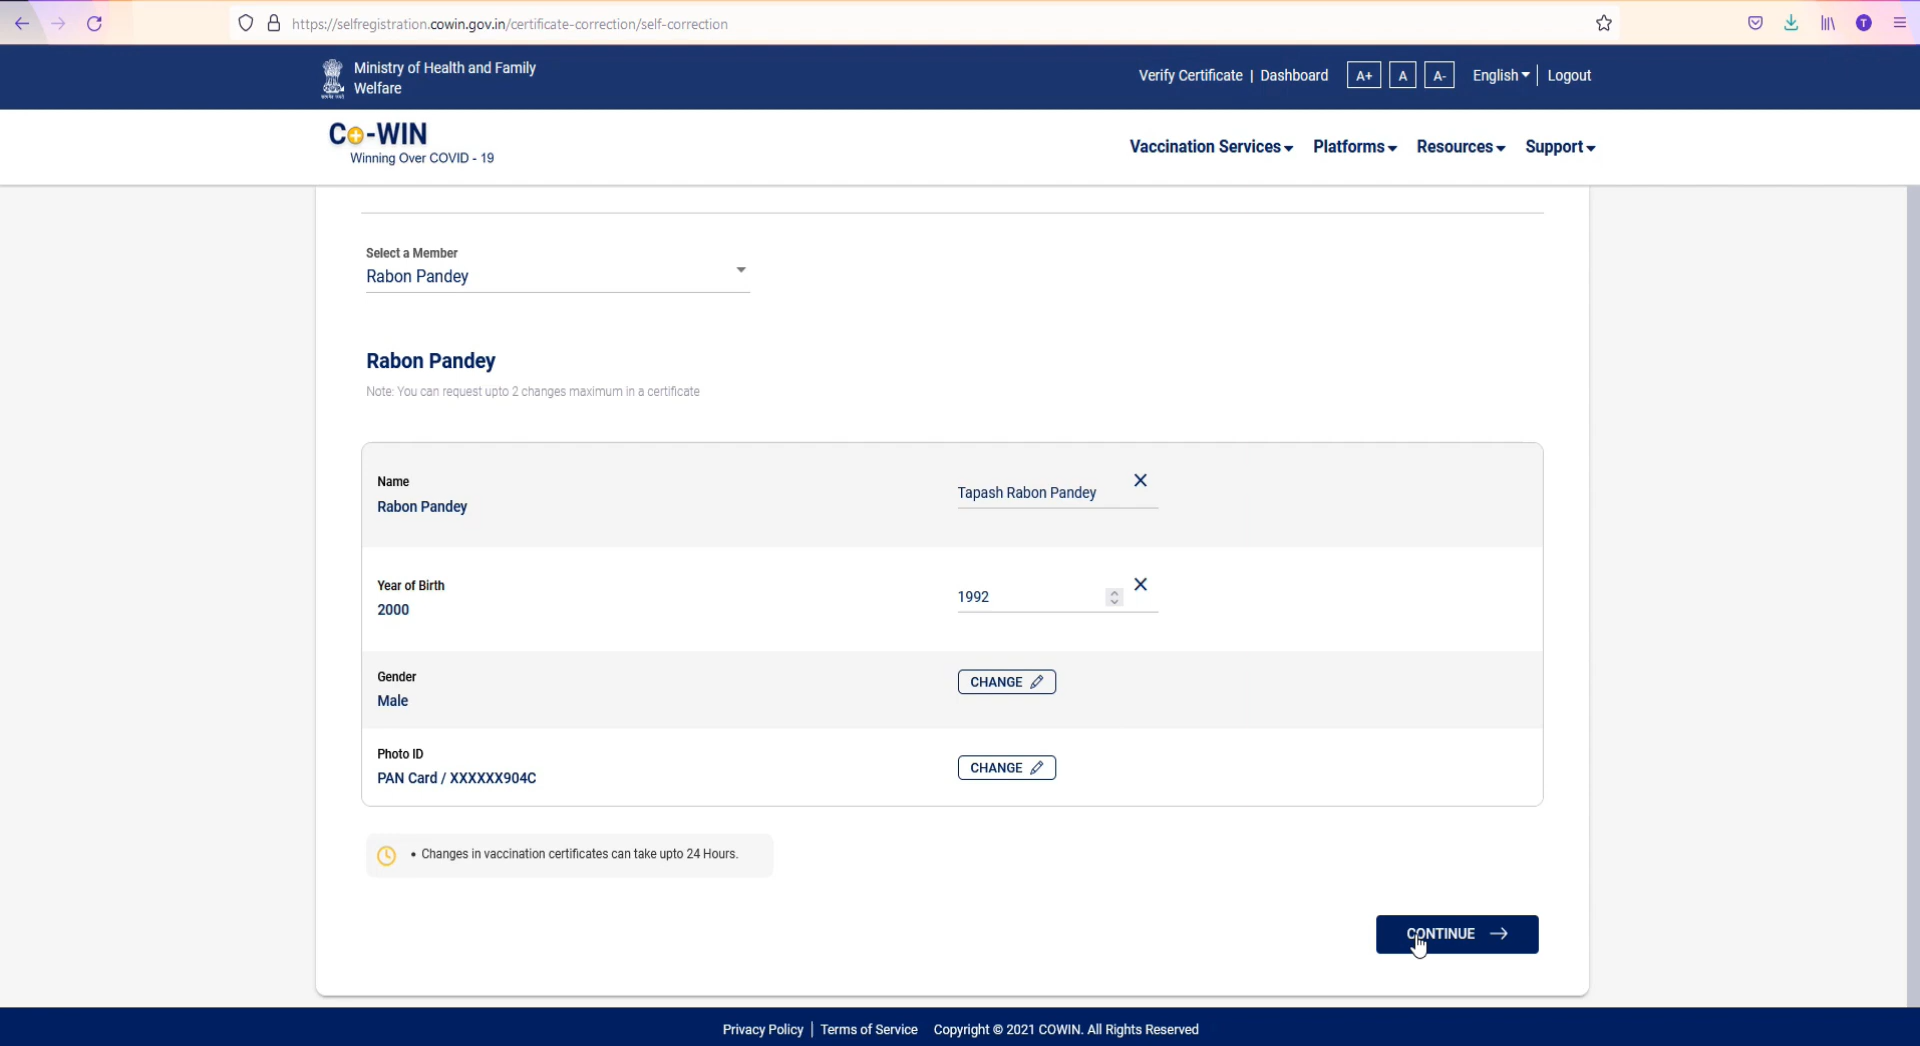 https://selfregistration.cowin.gov.in/certificate-correction/self-correction
T
Ministry of Health and Family
Welfare
Verify Certificate | Dashboard A+ A A- English Logout
Co-WIN
Winning Over COVID - 19
Vaccination Services Platforms Resources Support
Select a Member
Rabon Pandey
Rabon Pandey
Note: You can request upto 2 changes maximum in a certificate
Name
Rabon Pandey
Tapash Rabon Pandey
Year of Birth
2000
1992
Gender
Male
CHANGE
Photo ID
PAN Card / XXXXXX904C
CHANGE
• Changes in vaccination certificates can take upto 24 Hours.
CONTINUE
Privacy Policy | Terms of Service Copyright © 2021 COWIN. All Rights Reserved